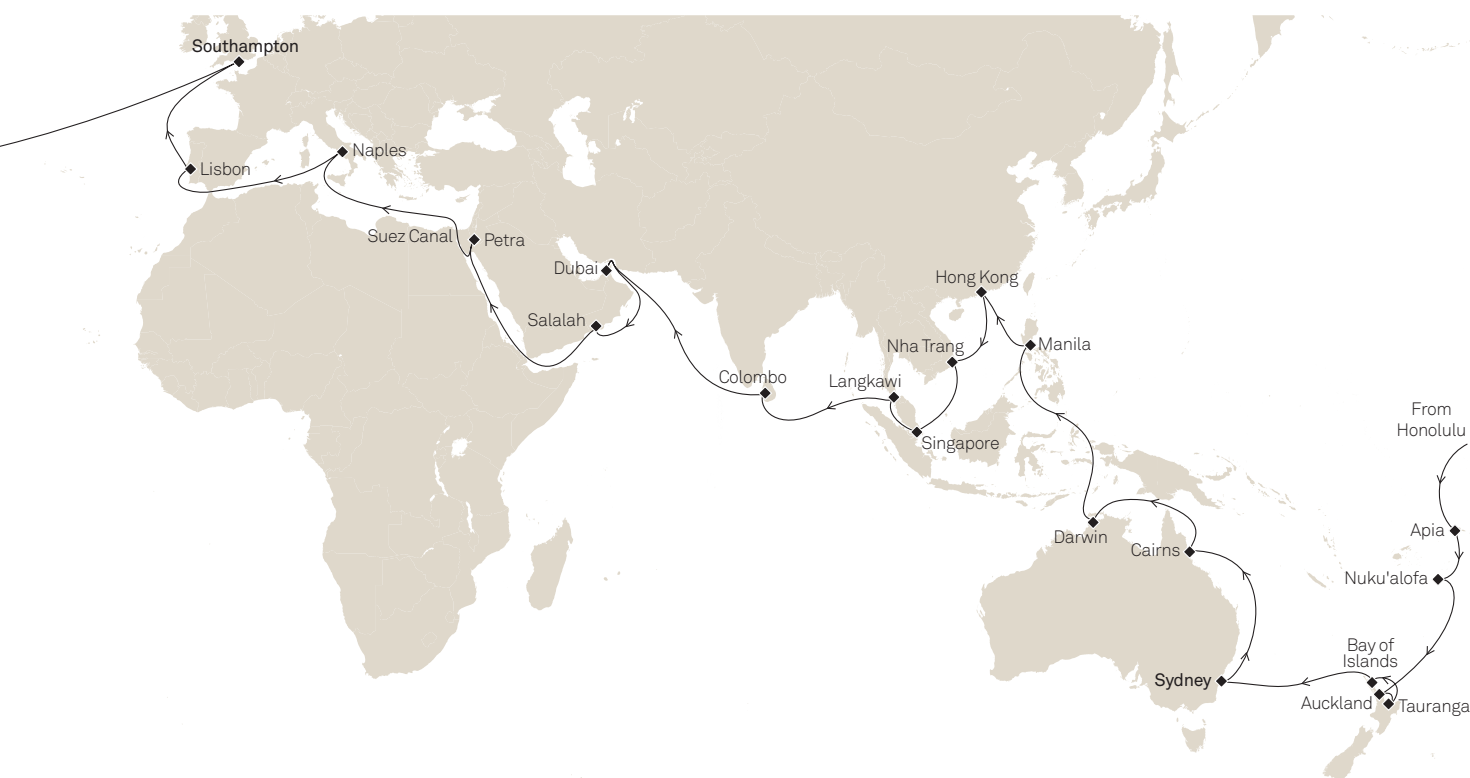 Southampton
Naples
Lisbon
Suez Canal
Petra
Dubai
Hong Kong
Salalah
Manila
Nha Trang
Colombo
Langkawi
From
Honolulu
Singapore
Apia
Darwin
Cairns
Nuku'alofa
Bay of
Islands
Sydney
Auckland
Tauranga